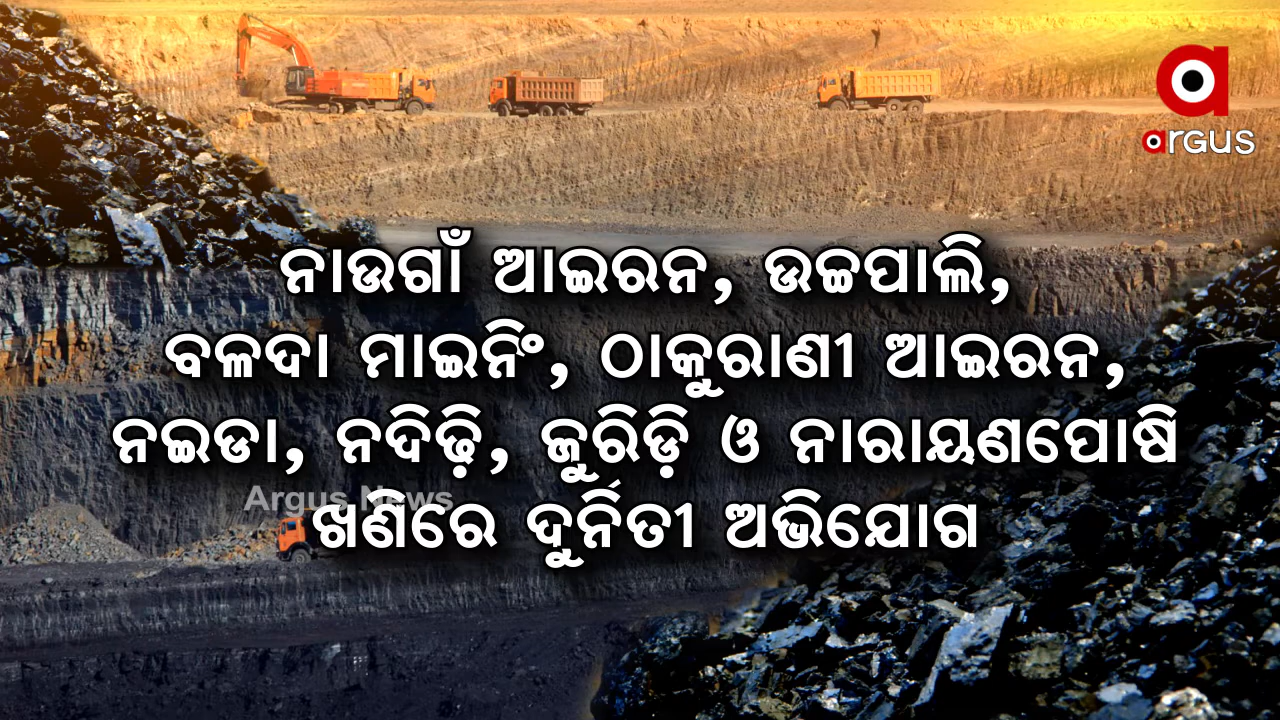 argus
ନାଉଗାଁ ଆଇରନ, ଉଚ୍ଚପାଲି,
ବଳଦା ମାଇନିଂ, ଠାକୁରାଣୀ ଆଇରନ,
ନଇଡା, ନଦିଢ଼ି, ଜୁରିଡ଼ି ଓ ନାରାୟଣପୋଷି
Argus News
ଖଣିରେ ଦୁର୍ନିତୀ ଅଭିଯୋଗ